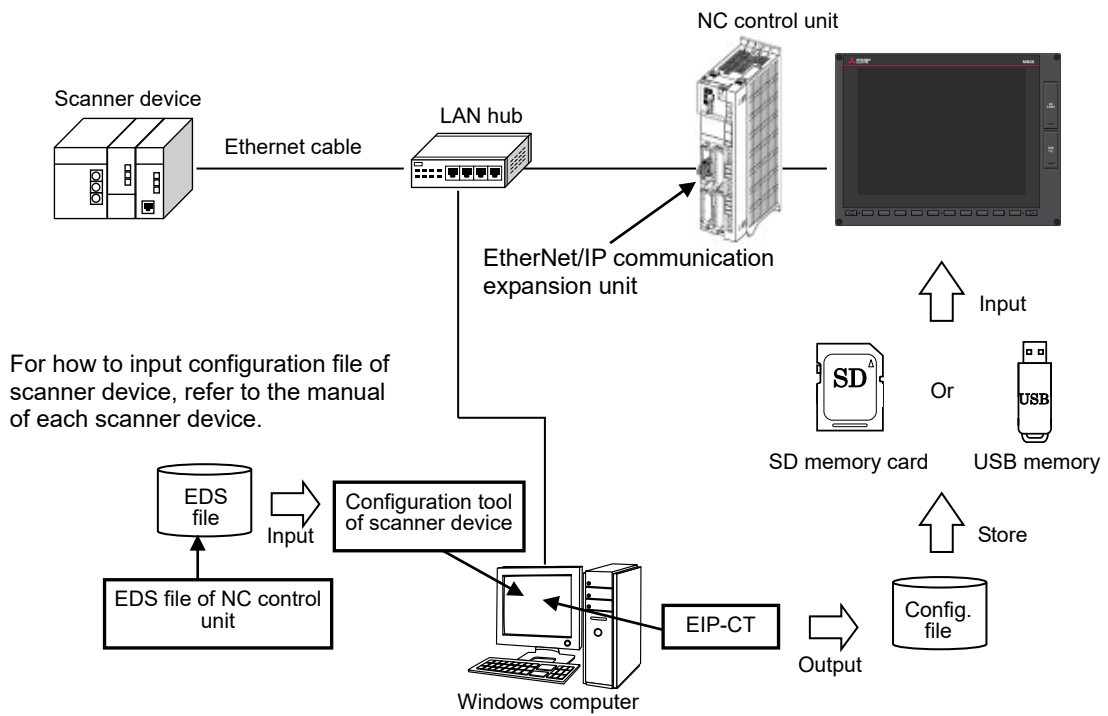 NC control unit
MITSUBISHI
ELECTRIC
M800
Scanner device
LAN hub
Ethernet cable
EtherNet/IP communication
expansion unit
Input
For how to input configuration file of
scanner device, refer to the manual
of each scanner device.
SD
Or
USB
SD memory card
USB memory
EDS
file
Input
Configuration tool
of scanner device
Store
EDS file of NC control
unit
EIP-CT
Output
Config.
file
Windows computer